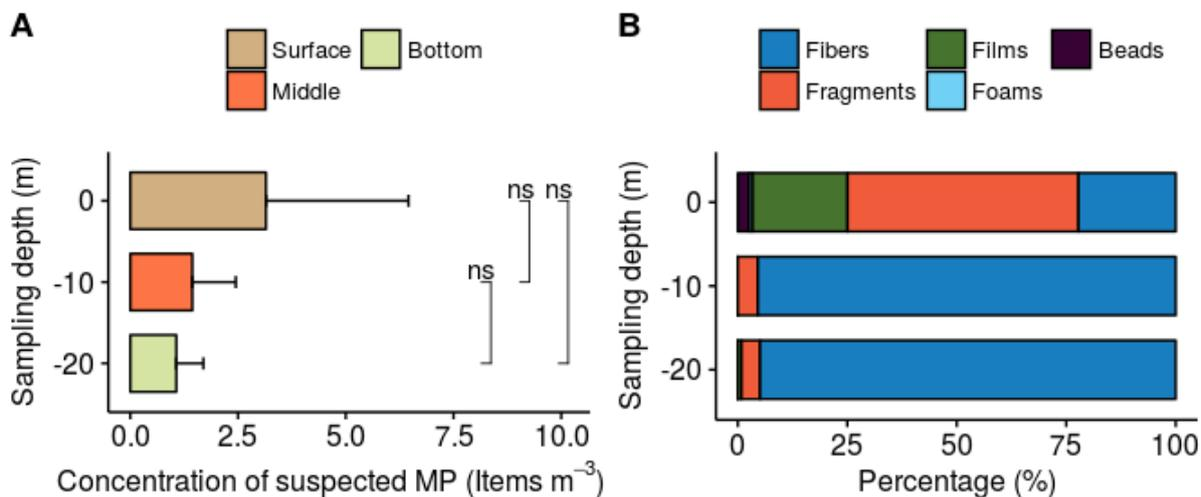 A
Surface
Bottom
Middle
Sampling depth (m)
0
-10
-20
ns ns
ns
0.0 2.5 5.0 7.5 10.0
Concentration of suspected MP (Items m⁻³)
B
Fibers
Films
Beads
Fragments
Foams
Sampling depth (m)
0
-10
-20
0 25 50 75 100
Percentage (%)